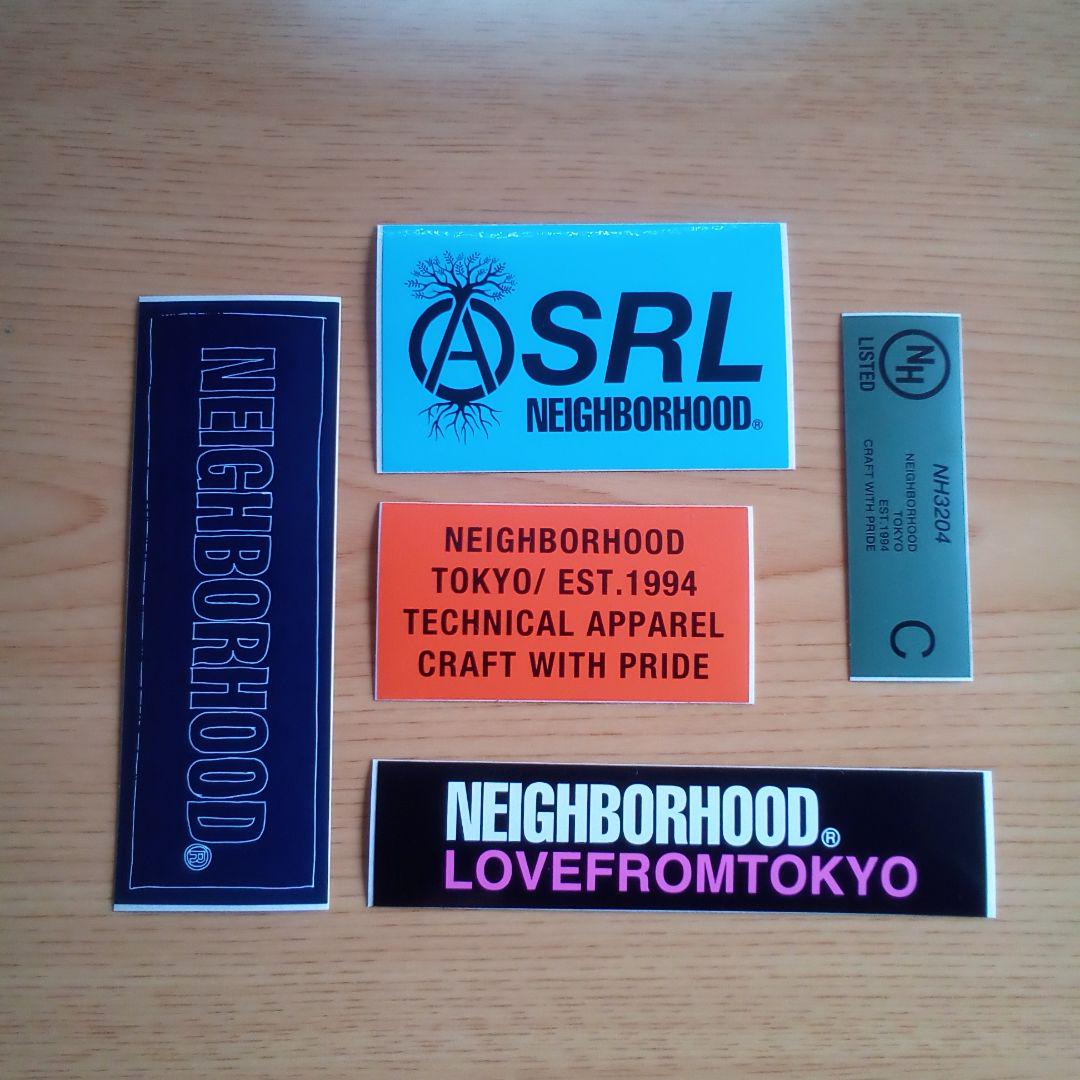 NEIGHBORHOOD®
ASRL
NEIGHBORHOOD®
NEIGHBORHOOD
TOKYO/ EST.1994
TECHNICAL APPAREL
CRAFT WITH PRIDE
NH
LISTED
NH3204
NEIGHBORHOOD
TOKYO
EST.1994
CRAFT WITH PRIDE
C
NEIGHBORHOOD®
LOVEFROMTOKYO